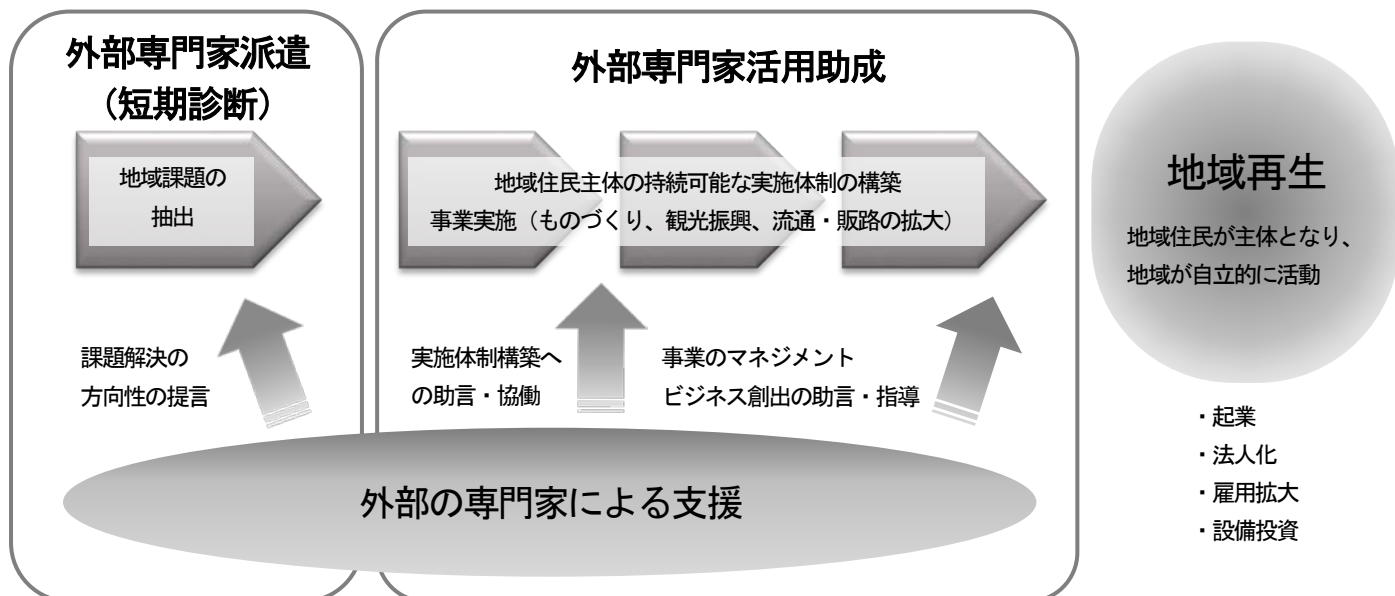 外部専門家派遣
（短期診断）
地域課題の
抽出
課題解決の
方向性の提言
外部専門家活用助成
地域住民主体の持続可能な実施体制の構築
事業実施（ものづくり、観光振興、流通・販路の拡大）
実施体制構築へ
の助言・協働
事業のマネジメント
ビジネス創出の助言・指導
外部の専門家による支援
地域再生
地域住民が主体となり、
地域が自立的に活動
・起業
・法人化
・雇用拡大
・設備投資